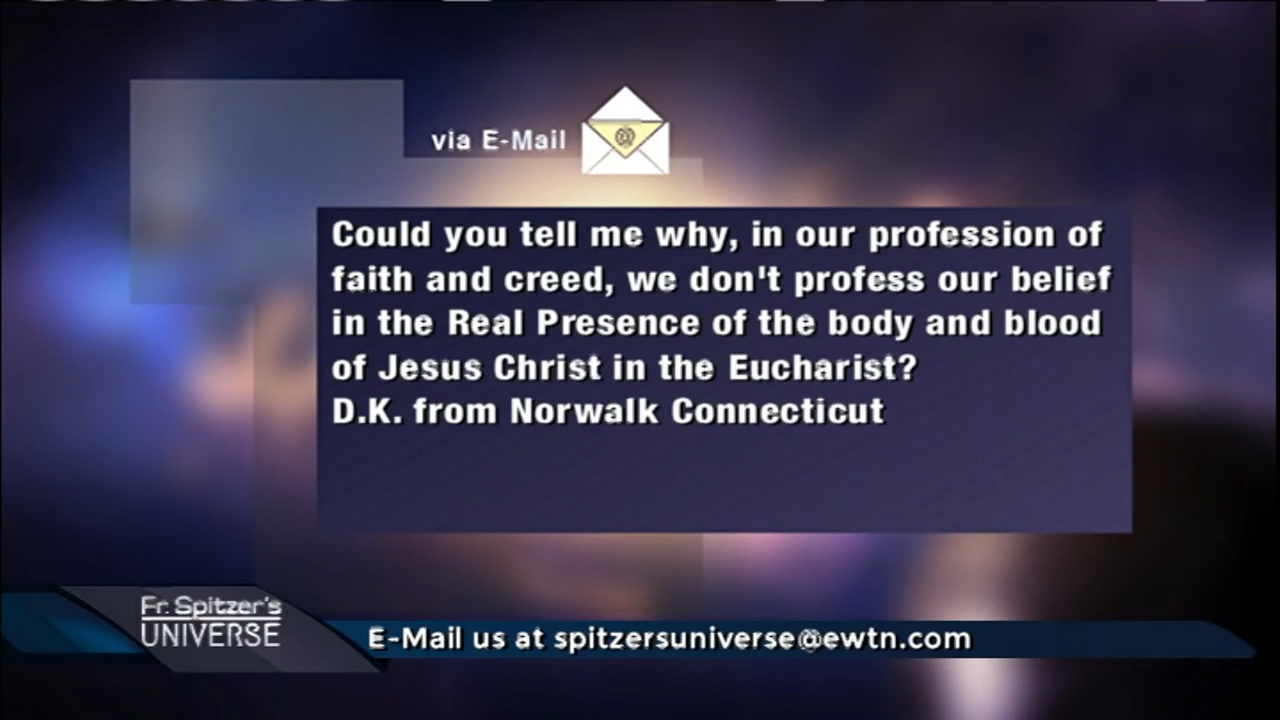 via E-Mail
@
Could you tell me why, in our profession of
faith and creed, we don't profess our belief
in the Real Presence of the body and blood
of Jesus Christ in the Eucharist?
D.K. from Norwalk Connecticut
Fr. Spitzer's
UNIVERSE
E-Mail us at spitzersuniverse@ewtn.com